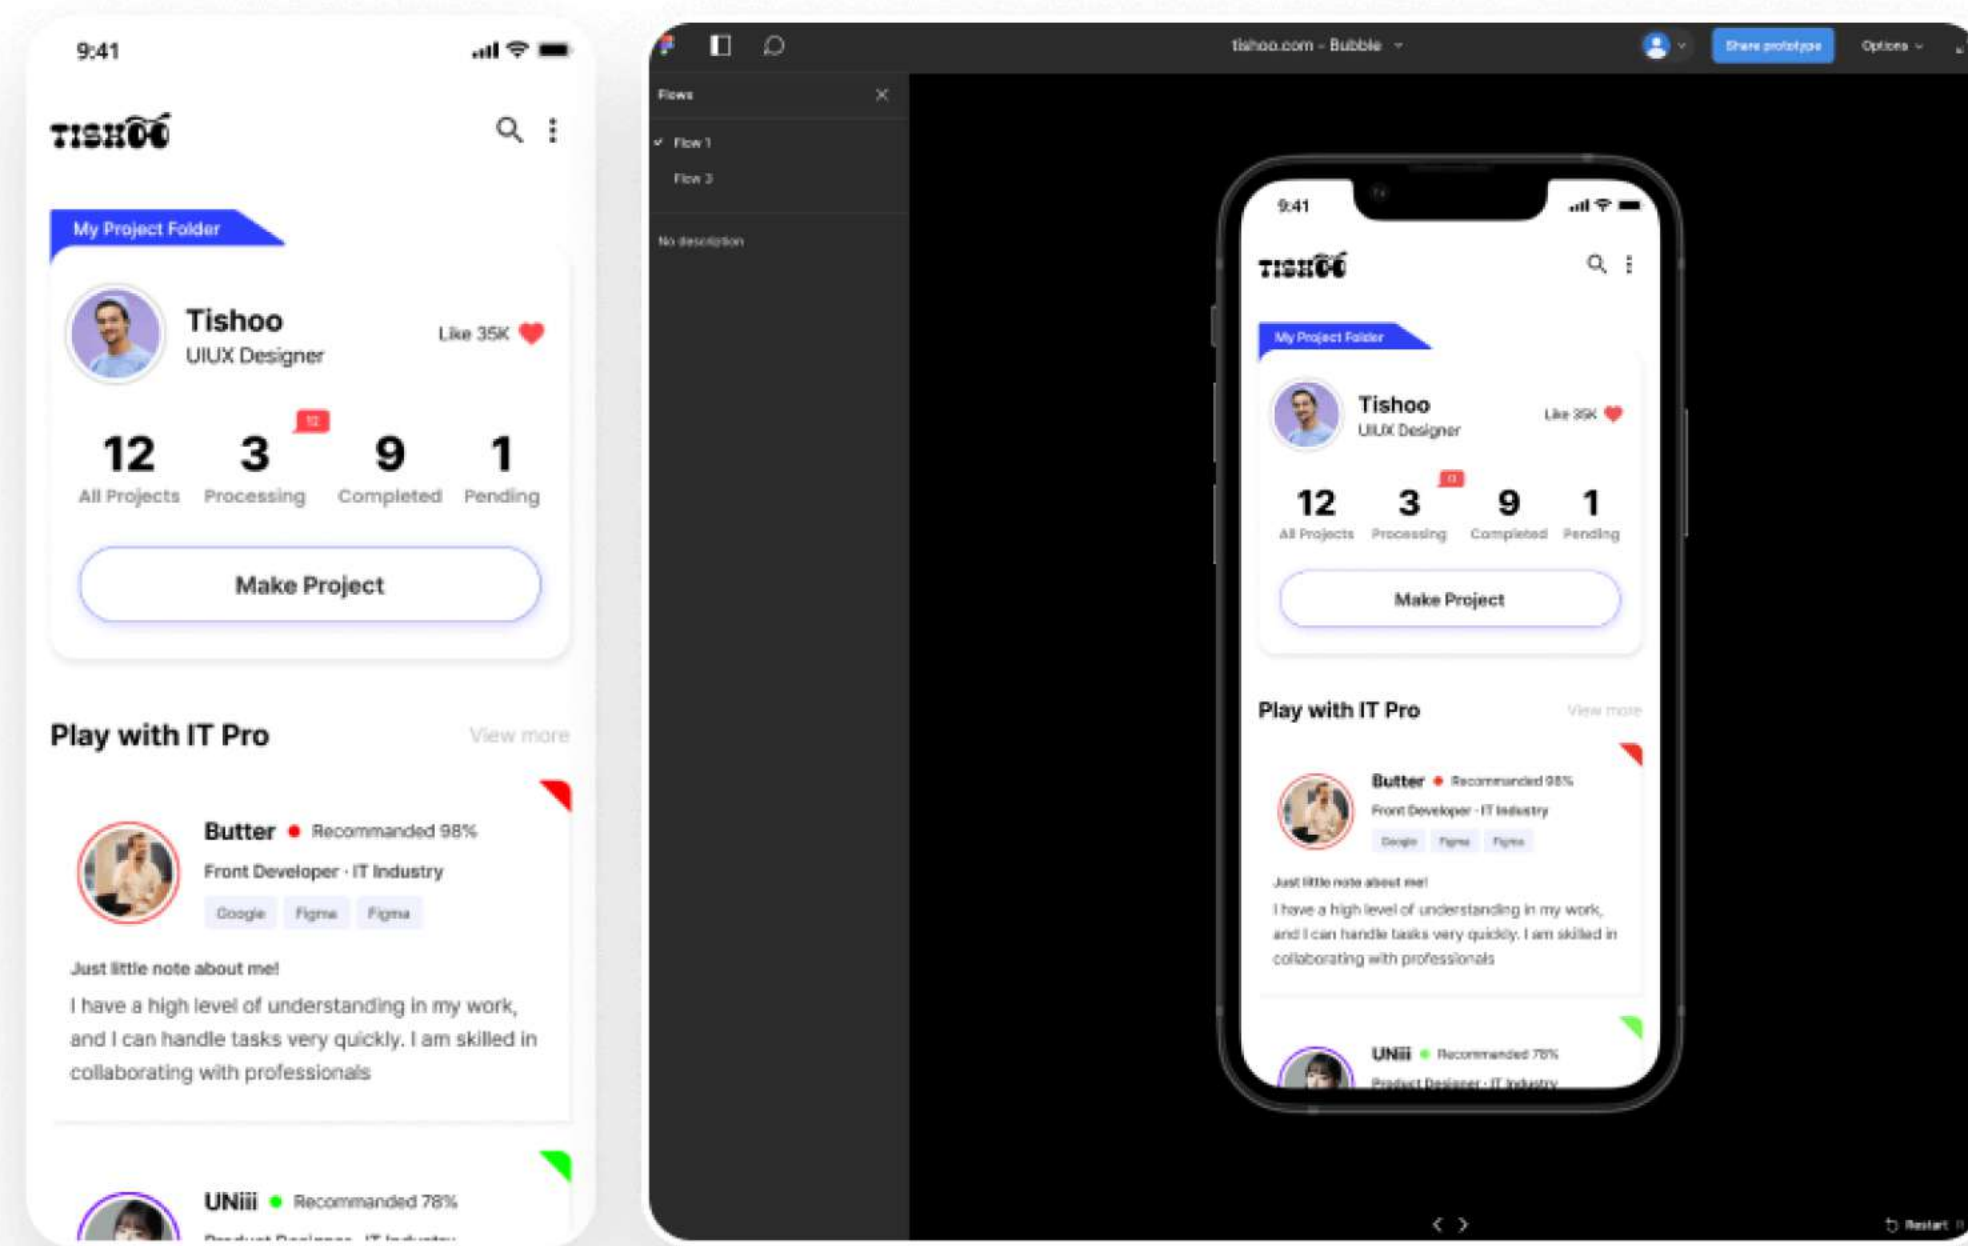 9:41
TISHOO
My Project Folder
Tishoo
UIUX Designer
Like 35K
12
12 3 9 1
All Projects Processing Completed Pending
Make Project
Play with IT Pro View more
Butter Recommanded 98%
Front Developer · IT Industry
Google Figma Figma
Just little note about me!
I have a high level of understanding in my work,
and I can handle tasks very quickly. I am skilled in
collaborating with professionals
UNiii Recommanded 78%
Product Designer · IT Industry
tishoo.com - Bubble
Share prototype
Options
Flows
Flow 1
Flow 3
No description
9:41
TISHOO
My Project Folder
Tishoo
UIUX Designer
Like 35K
12 3 9 1
All Projects Processing Completed Pending
Make Project
Play with IT Pro View more
Butter Recommanded 98%
Front Developer · IT Industry
Google Figma Figma
Just little note about me!
I have a high level of understanding in my work,
and I can handle tasks very quickly. I am skilled in
collaborating with professionals
UNiii Recommanded 78%
Product Designer · IT Industry
Restart